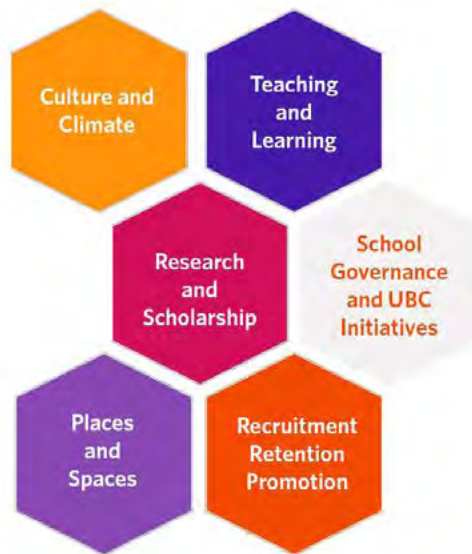 Culture and
Climate
Teaching
and
Learning
Research
and
Scholarship
School
Governance
and UBC
Initiatives
Places
and
Spaces
Recruitment
Retention
Promotion